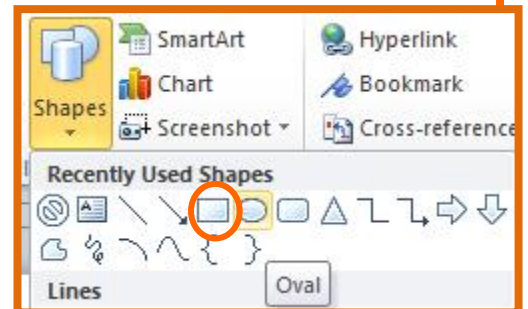 SmartArt
Hyperlink
Chart
Bookmark
Shapes
Screenshot
Cross-reference
Recently Used Shapes
A
Lines
Oval